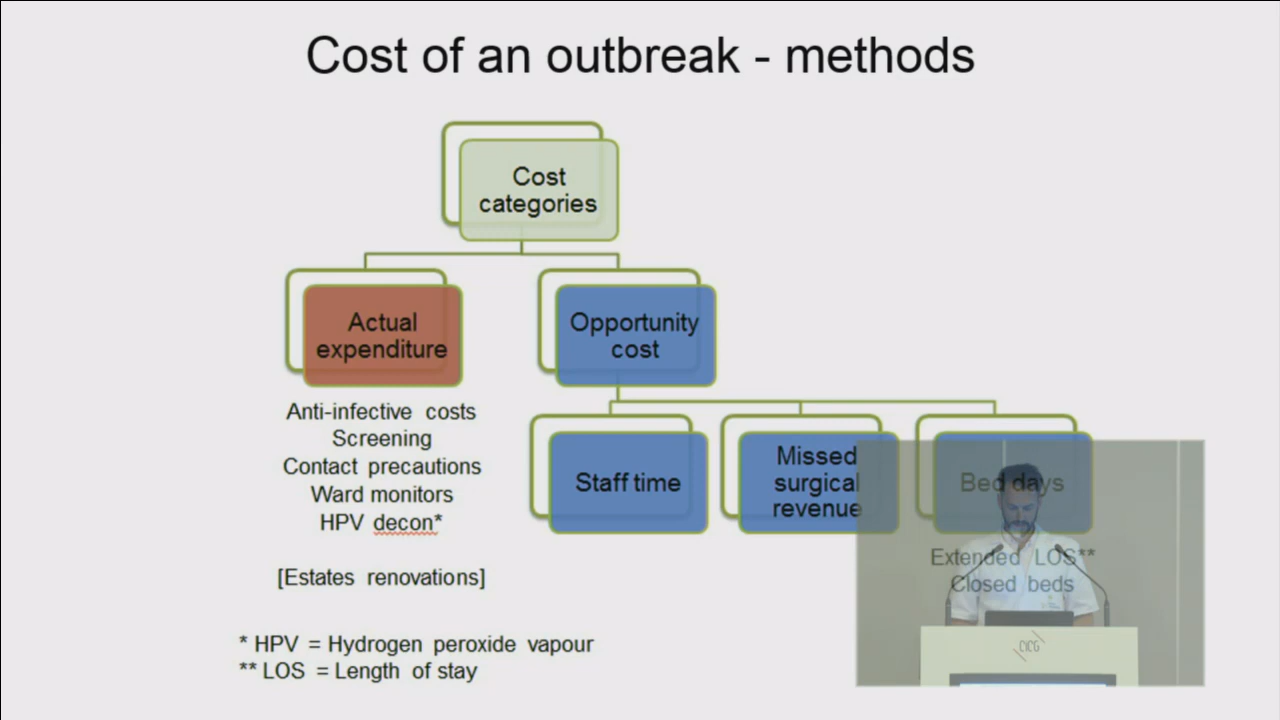 Cost of an outbreak - methods
Cost
categories
Actual
expenditure
Opportunity
cost
Anti-infective costs
Screening
Contact precautions
Ward monitors
HPV decon*
[Estates renovations]
Staff time
Missed
surgical
revenue
Bed days
Extended LOS**
Closed beds
* HPV = Hydrogen peroxide vapour
** LOS = Length of stay
CICG